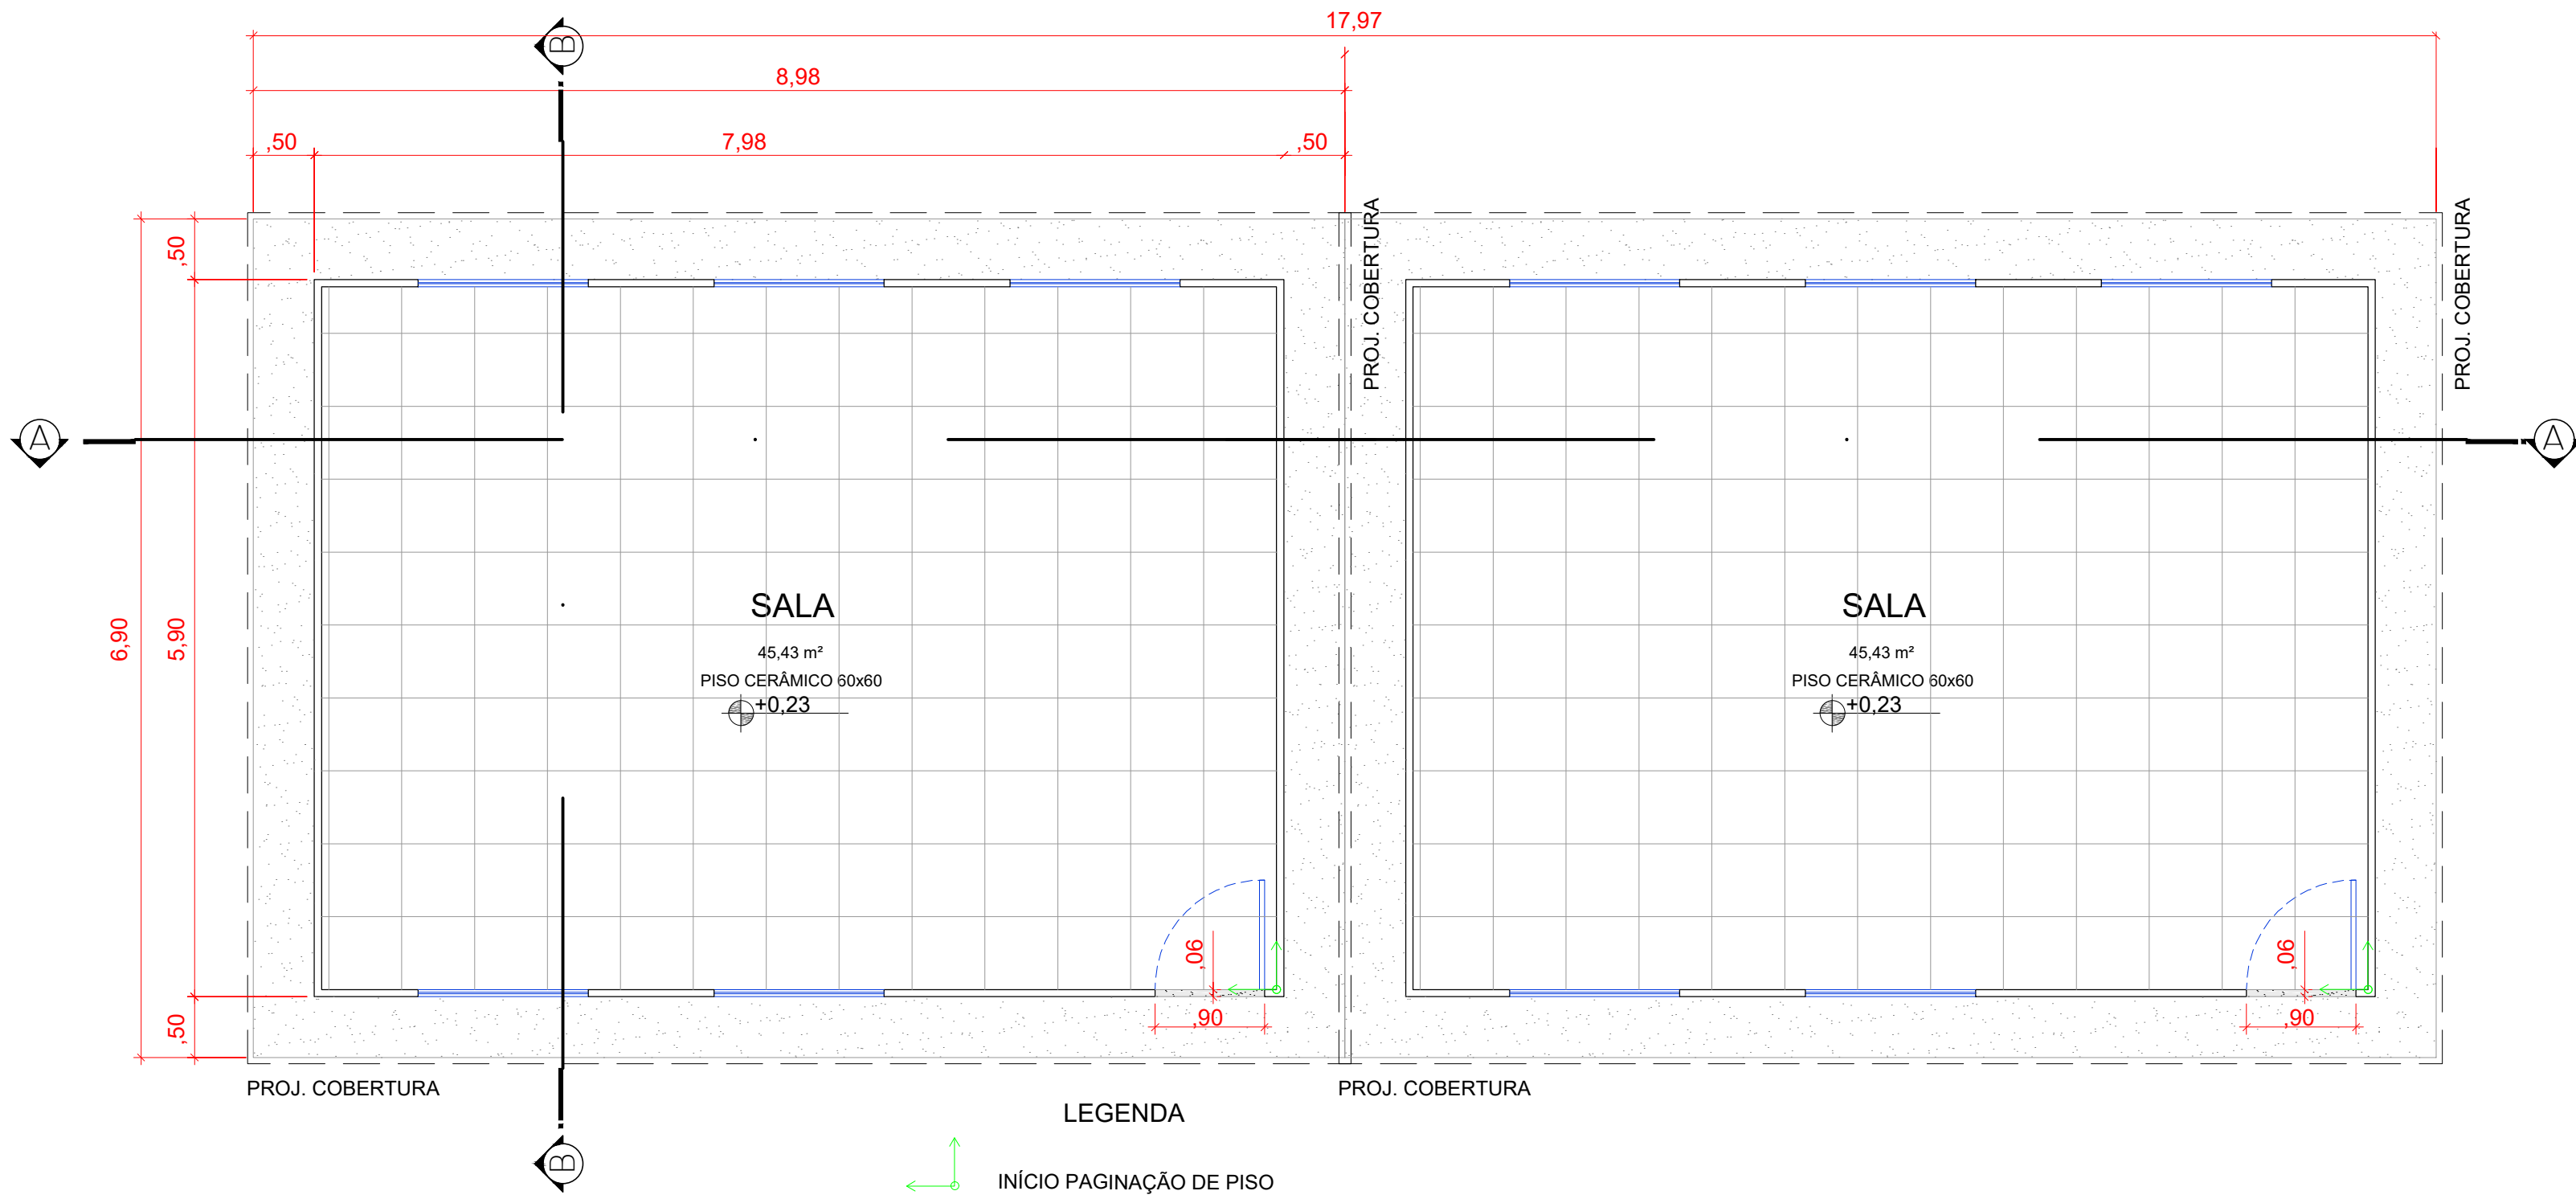 17,97
B
8,98
,50
7,98
,50
,50
PROJ. COBERTURA
PROJ. COBERTURA
A
A
6,90
5,90
SALA
45,43 m²
PISO CERÂMICO 60x60
+0,23
SALA
45,43 m²
PISO CERÂMICO 60x60
+0,23
,06
,90
,06
,90
,50
PROJ. COBERTURA
PROJ. COBERTURA
LEGENDA
B
INÍCIO PAGINAÇÃO DE PISO